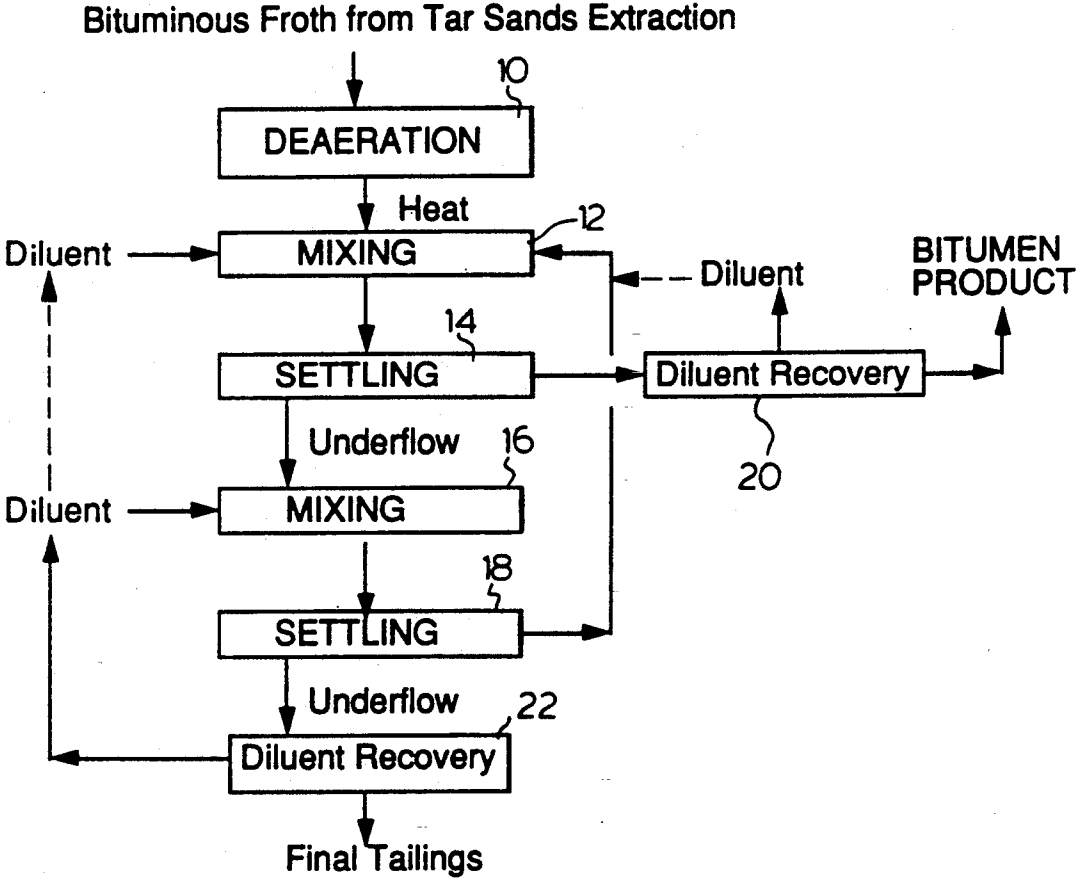 Bituminous Froth from Tar Sands Extraction
10
DEAERATION
Heat
12
Diluent
MIXING
Diluent
BITUMEN
PRODUCT
14
SETTLING
Diluent Recovery
Underflow
16
20
Diluent
MIXING
18
SETTLING
Underflow
22
Diluent Recovery
Final Tailings